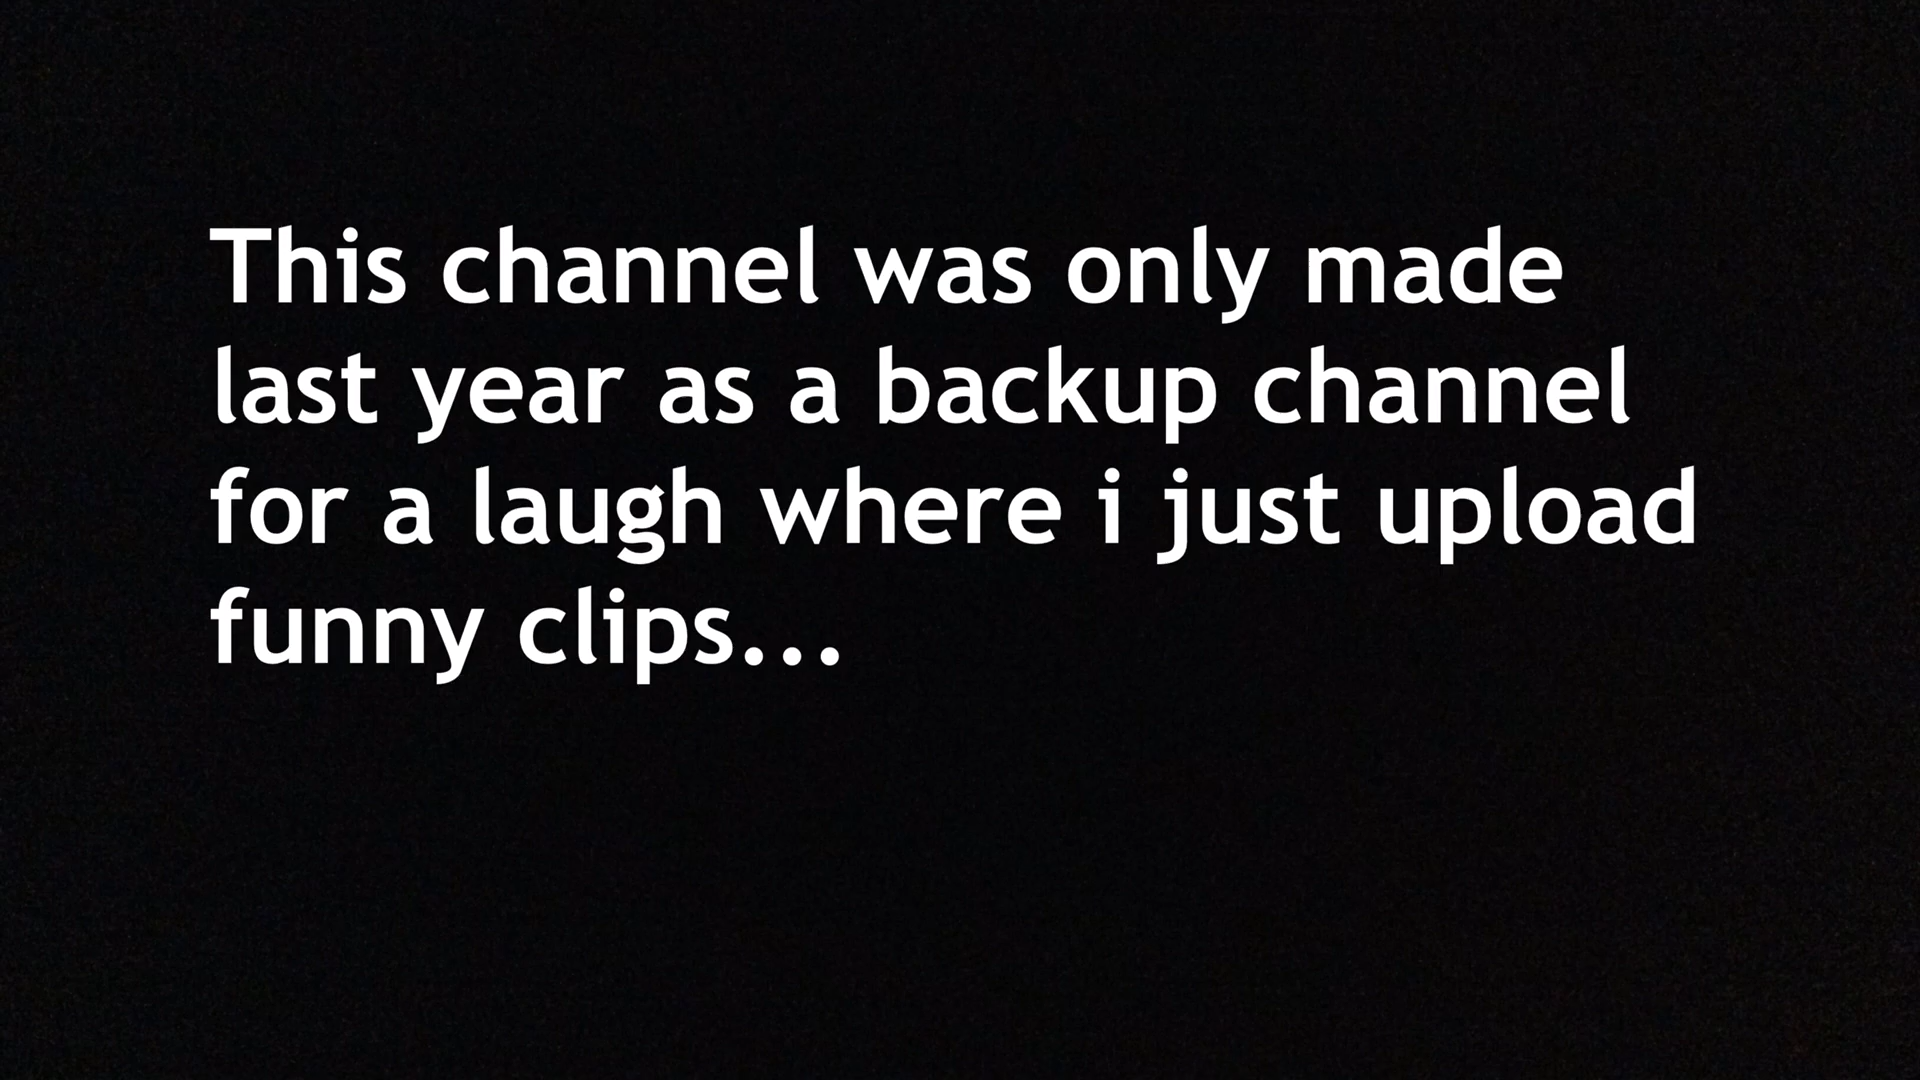 This channel was only made
last year as a backup channel
for a laugh where i just upload
funny clips...